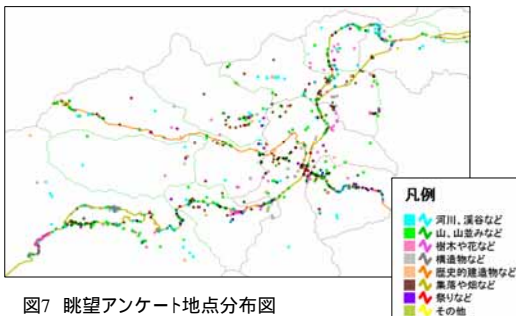 凡例
河川、渓谷など
山、山並みなど
樹木や花など
構造物など
歴史的建造物など
集落や畑など
祭りなど
その他
図7 眺望アンケート地点分布図